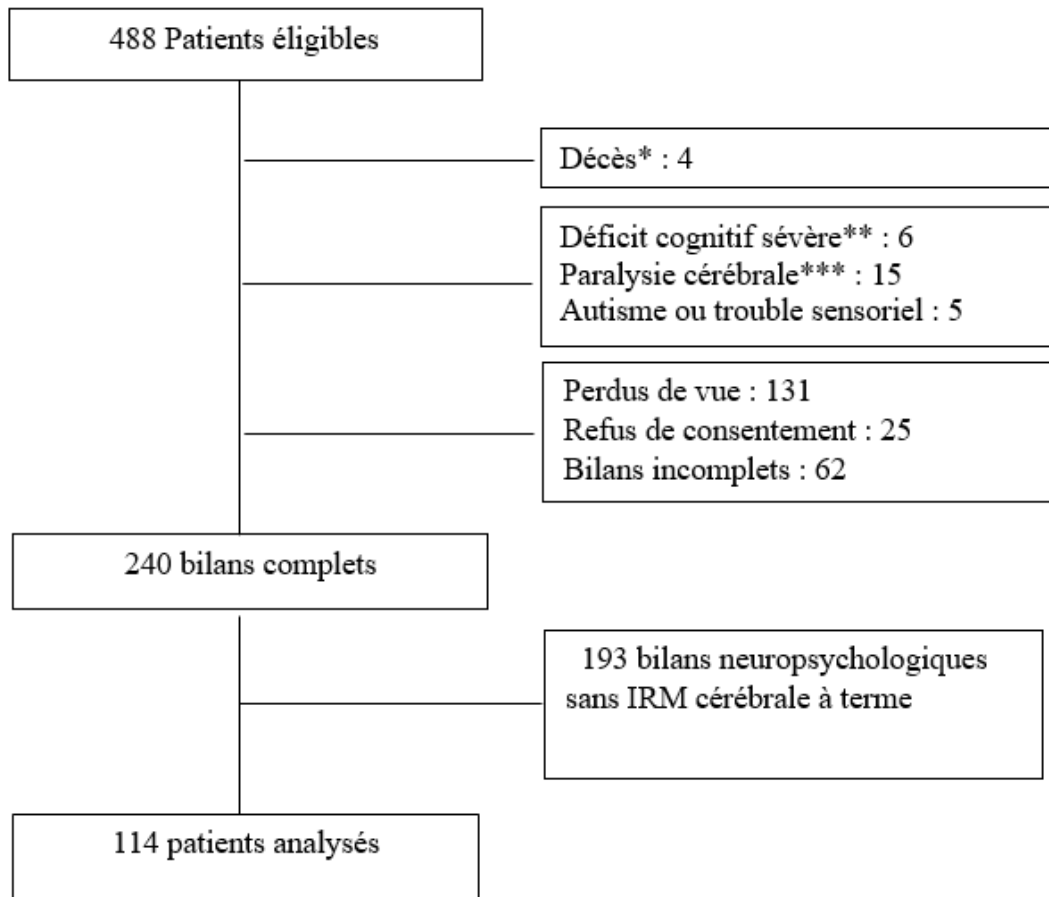 488 Patients éligibles
Décès* : 4
Déficit cognitif sévère** : 6
Paralysie cérébrale*** : 15
Autisme ou trouble sensoriel : 5
Perdus de vue : 131
Refus de consentement : 25
Bilans incomplets : 62
240 bilans complets
193 bilans neuropsychologiques
sans IRM cérébrale à terme
114 patients analysés